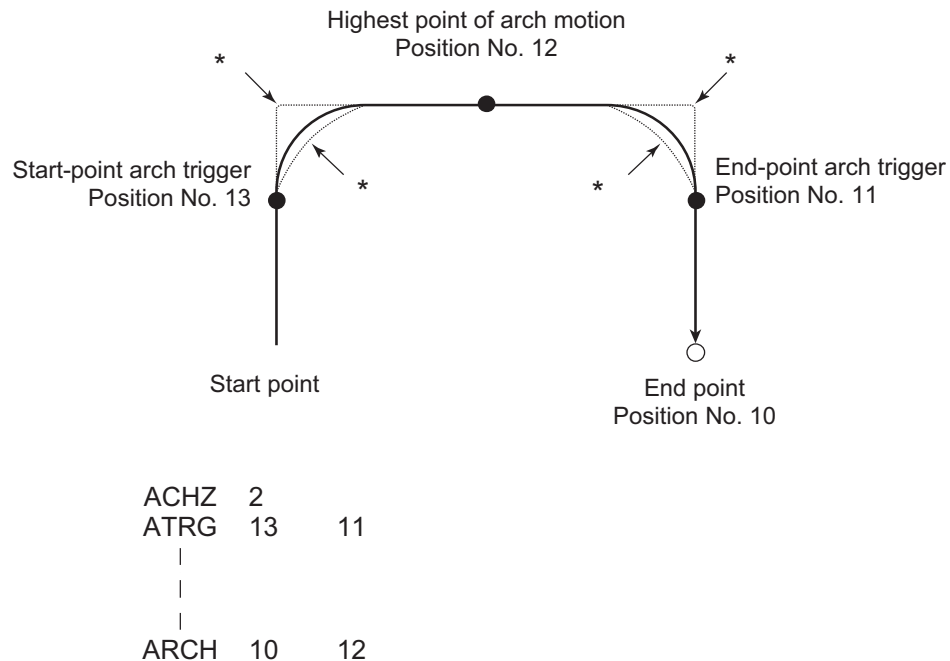 Highest point of arch motion
Position No. 12
*
*
Start-point arch trigger
Position No. 13
*
*
End-point arch trigger
Position No. 11
Start point
End point
Position No. 10
ACHZ 2
ATRG 13 11
|
|
|
ARCH 10 12